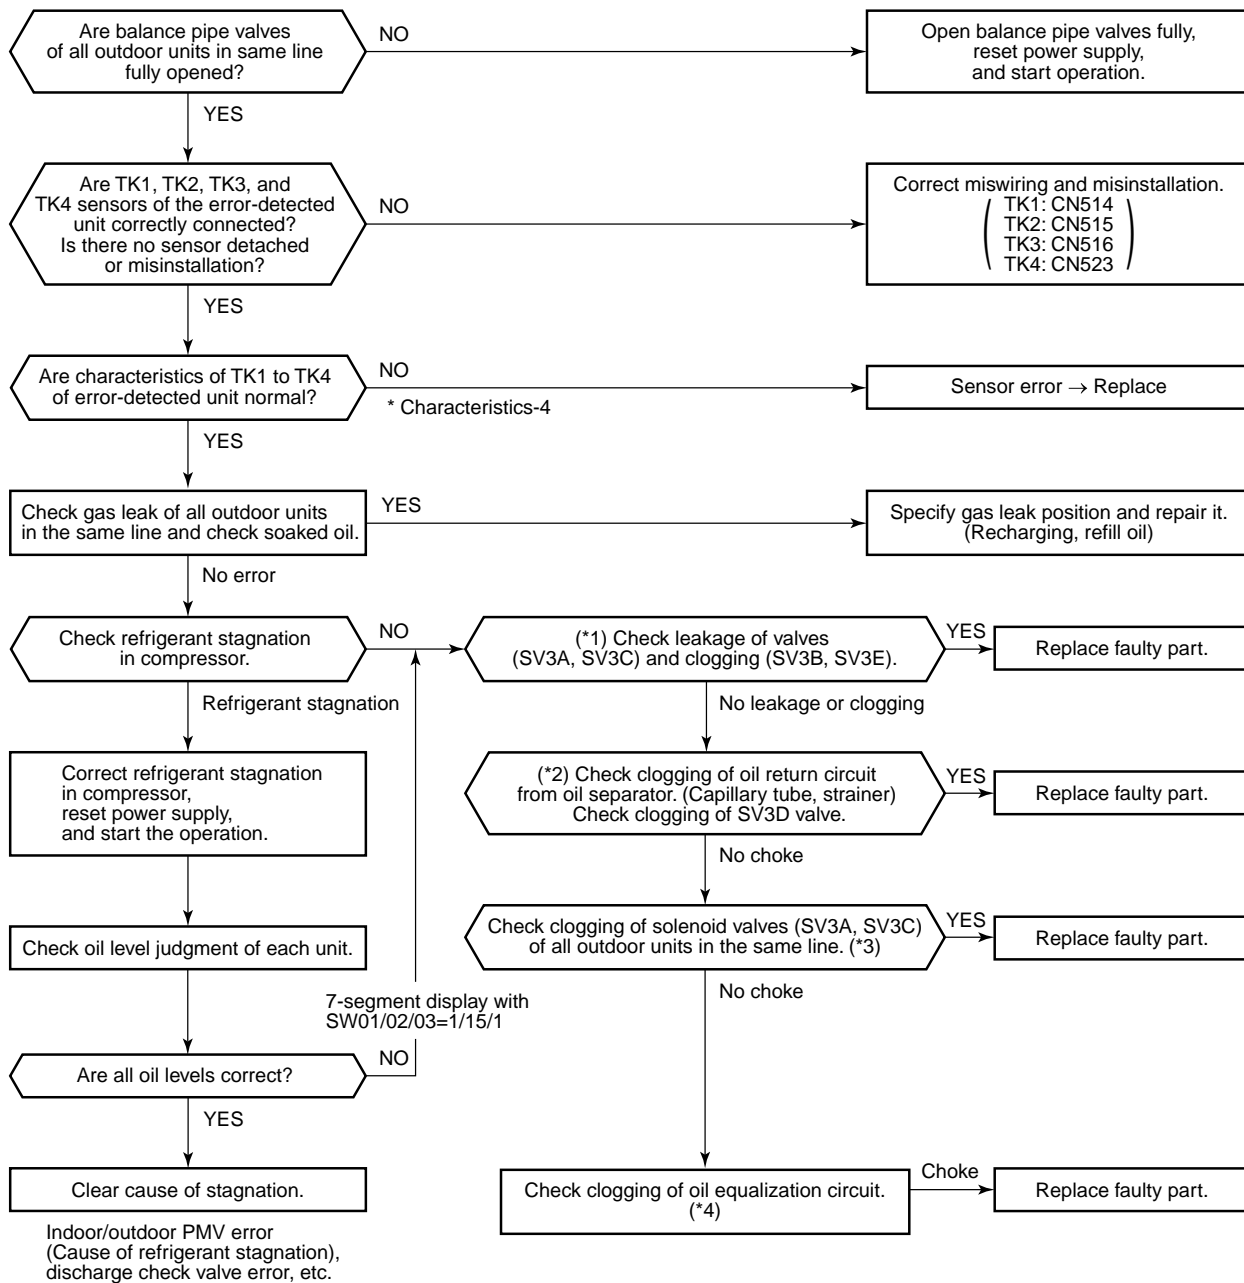 Are balance pipe valves
of all outdoor units in same line
fully opened?
NO
Open balance pipe valves fully,
reset power supply,
and start operation.
YES
Are TK1, TK2, TK3, and
TK4 sensors of the error-detected
unit correctly connected?
Is there no sensor detached
or misinstallation?
NO
Correct miswiring and misinstallation.
( TK1: CN514
TK2: CN515
TK3: CN516
TK4: CN523 )
YES
Are characteristics of TK1 to TK4
of error-detected unit normal?
NO
* Characteristics-4
Sensor error → Replace
YES
Check gas leak of all outdoor units
in the same line and check soaked oil.
YES
Specify gas leak position and repair it.
(Recharging, refill oil)
No error
Check refrigerant stagnation
in compressor.
NO
(*1) Check leakage of valves
(SV3A, SV3C) and clogging (SV3B, SV3E).
YES
Replace faulty part.
Refrigerant stagnation
No leakage or clogging
Correct refrigerant stagnation
in compressor,
reset power supply,
and start the operation.
(*2) Check clogging of oil return circuit
from oil separator. (Capillary tube, strainer)
Check clogging of SV3D valve.
YES
Replace faulty part.
No choke
Check oil level judgment of each unit.
Check clogging of solenoid valves (SV3A, SV3C)
of all outdoor units in the same line. (*3)
YES
Replace faulty part.
7-segment display with
SW01/02/03=1/15/1
No choke
Are all oil levels correct?
NO
YES
Clear cause of stagnation.
Check clogging of oil equalization circuit.
(*4)
Choke
Replace faulty part.
Indoor/outdoor PMV error
(Cause of refrigerant stagnation),
discharge check valve error, etc.